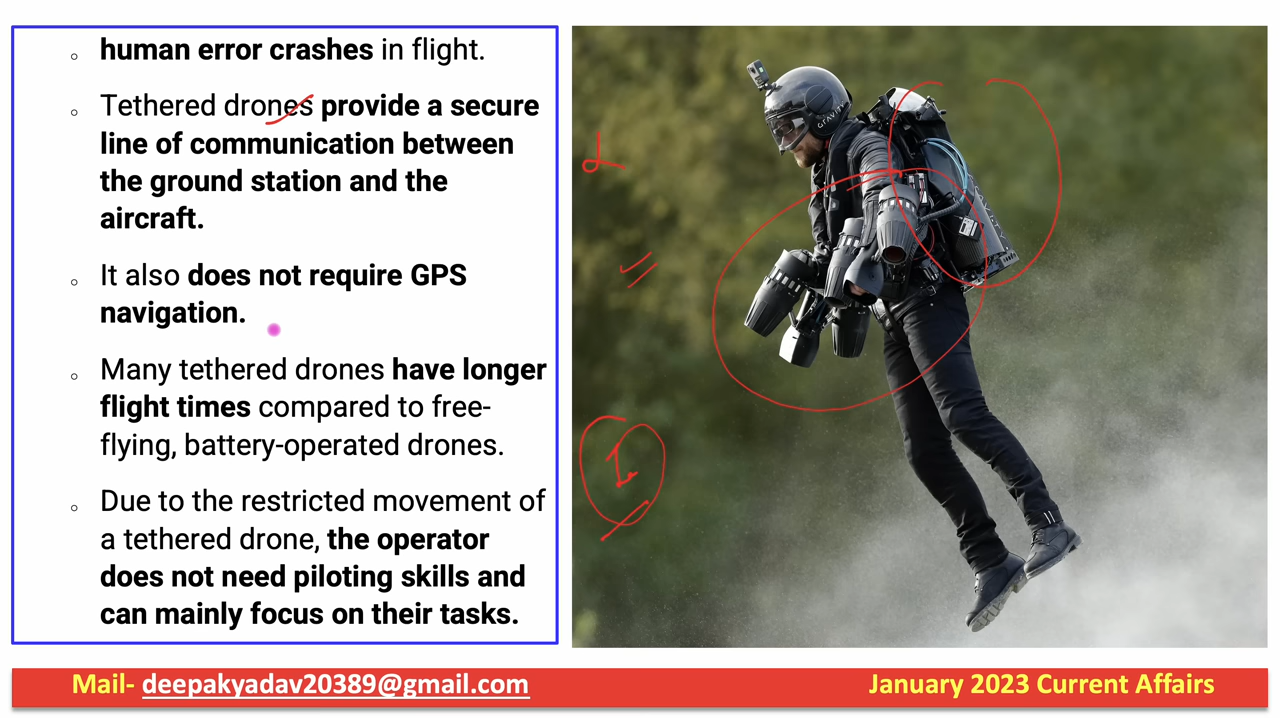 human error crashes in flight.
Tethered drones provide a secure
line of communication between
the ground station and the
aircraft.
It also does not require GPS
navigation.
Many tethered drones have longer
flight times compared to free-
flying, battery-operated drones.
Due to the restricted movement of
a tethered drone, the operator
does not need piloting skills and
can mainly focus on their tasks.
GRAVITY
Mail- deepakyadav20389@gmail.com
January 2023 Current Affairs